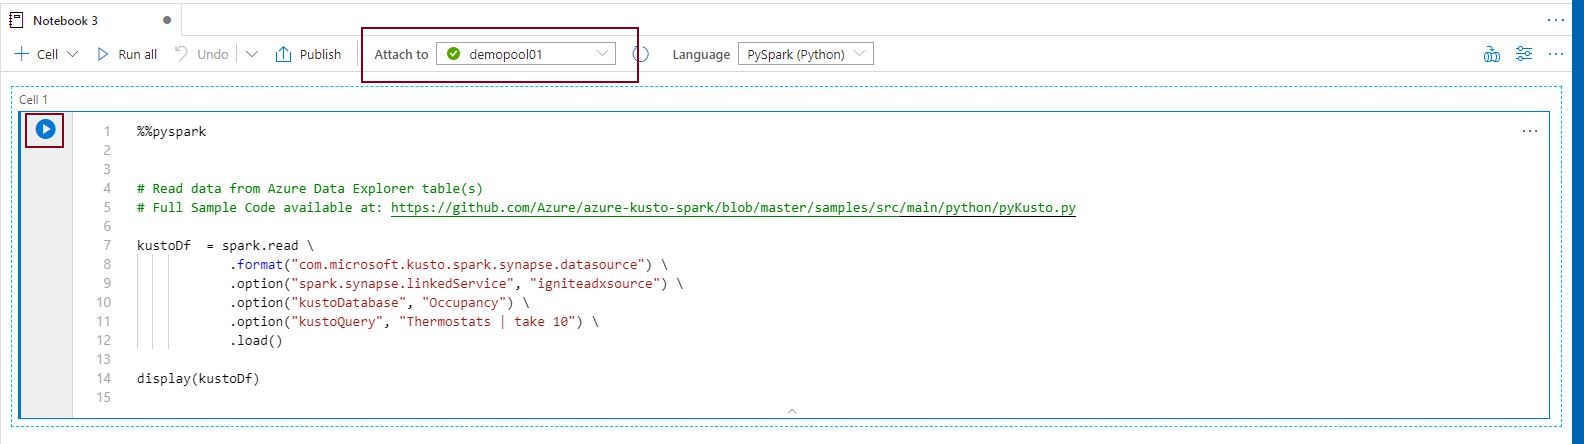 Notebook 3
Cell Run all Undo Publish Attach to demopool01 Language PySpark (Python)
Cell 1
1 %%pyspark
2
3
4 # Read data from Azure Data Explorer table(s)
5 # Full Sample Code available at: https://github.com/Azure/azure-kusto-spark/blob/master/samples/src/main/python/pyKusto.py
6
7 kustoDf  = spark.read \
8 .format("com.microsoft.kusto.spark.synapse.datasource") \
9 .option("spark.synapse.linkedService", "igniteadxsource") \
10 .option("kustoDatabase", "Occupancy") \
11 .option("kustoQuery", "Thermostats | take 10") \
12 .load()
13
14 display(kustoDf)
15